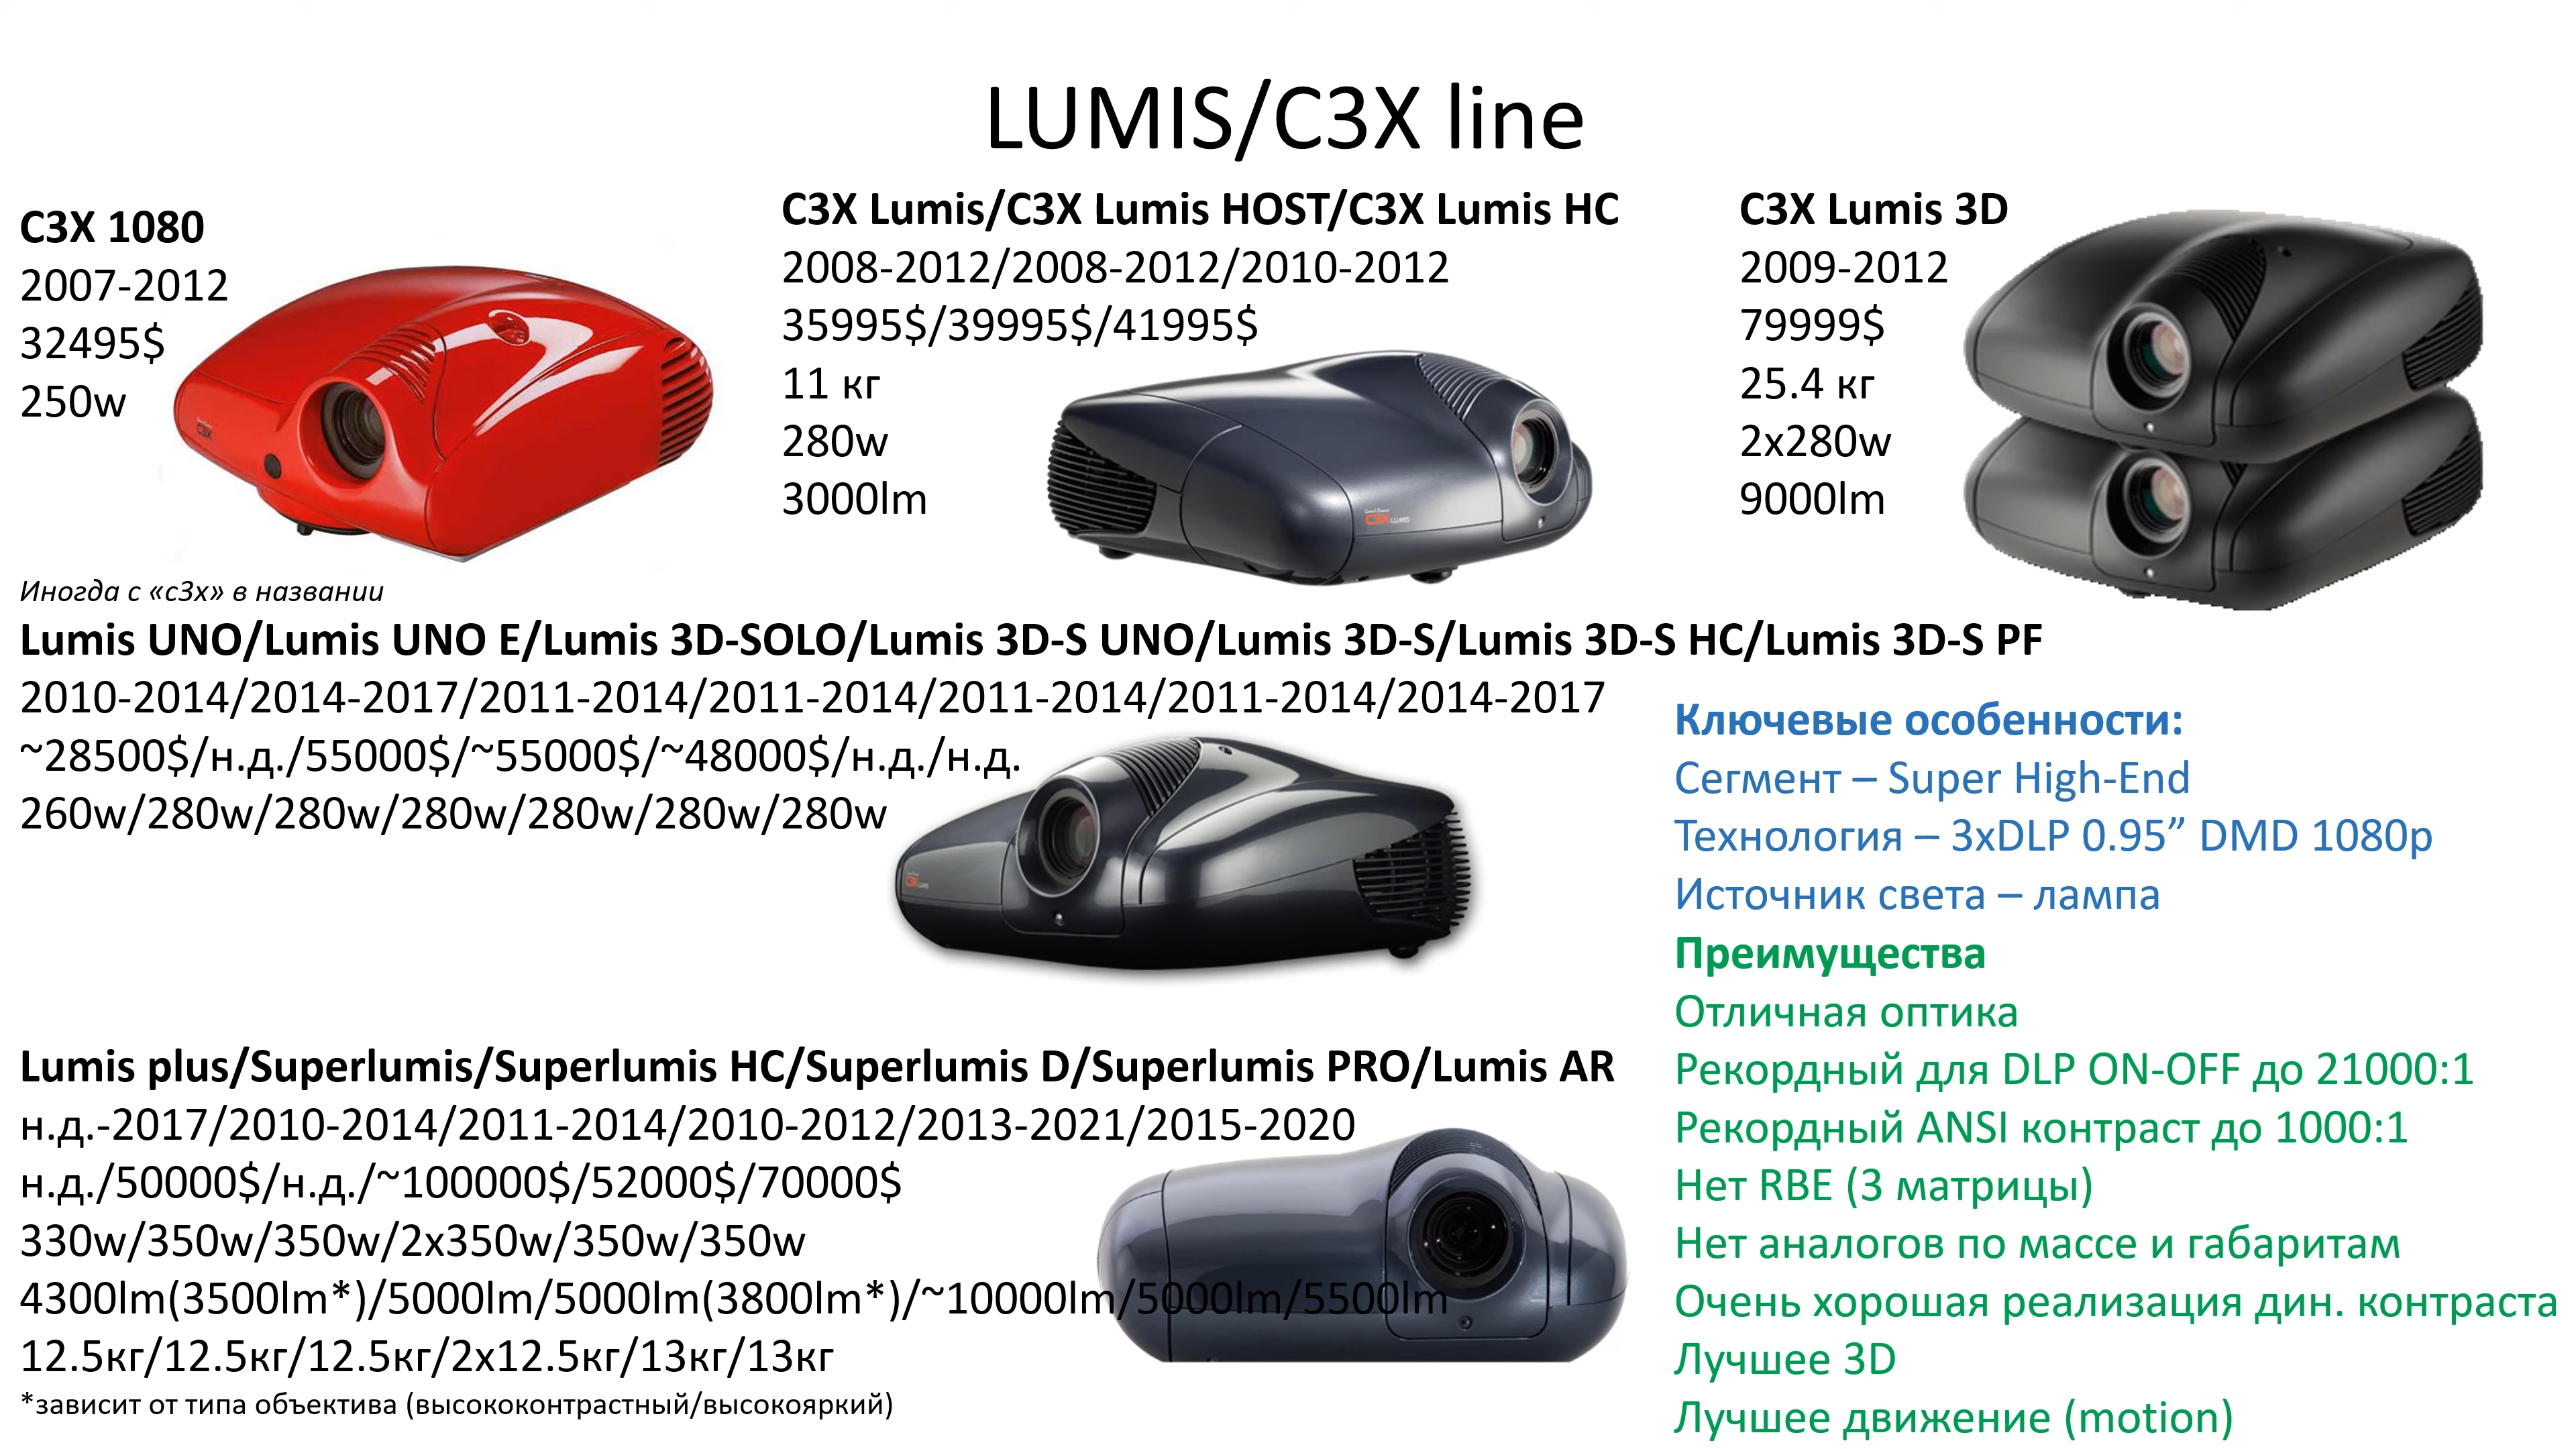 LUMIS/C3X line
C3X 1080
2007-2012
32495$
250w
C3X Lumis/C3X Lumis HOST/C3X Lumis HC
2008-2012/2008-2012/2010-2012
35995$/39995$/41995$
11 кг
280w
3000lm
C3X LUMIS
C3X Lumis 3D
2009-2012
79999$
25.4 кг
2x280w
9000lm
Иногда с «c3x» в названии
Lumis UNO/Lumis UNO E/Lumis 3D-SOLO/Lumis 3D-S UNO/Lumis 3D-S/Lumis 3D-S HC/Lumis 3D-S PF
2010-2014/2014-2017/2011-2014/2011-2014/2011-2014/2011-2014/2014-2017
~28500$/н.д./55000$/~55000$/~48000$/н.д./н.д.
260w/280w/280w/280w/280w/280w/280w
C3X LUMIS
Lumis plus/Superlumis/Superlumis HC/Superlumis D/Superlumis PRO/Lumis AR
н.д.-2017/2010-2014/2011-2014/2010-2012/2013-2021/2015-2020
н.д./50000$/н.д./~100000$/52000$/70000$
330w/350w/350w/2x350w/350w/350w
4300lm(3500lm*)/5000lm/5000lm(3800lm*)/~10000lm/5000lm/5500lm
12.5кг/12.5кг/12.5кг/2x12.5кг/13кг/13кг
*зависит от типа объектива (высококонтрастный/высокояркий)
Ключевые особенности:
Сегмент – Super High-End
Технология – 3xDLP 0.95” DMD 1080p
Источник света – лампа
Преимущества
Отличная оптика
Рекордный для DLP ON-OFF до 21000:1
Рекордный ANSI контраст до 1000:1
Нет RBE (3 матрицы)
Нет аналогов по массе и габаритам
Очень хорошая реализация дин. контраста
Лучшее 3D
Лучшее движение (motion)